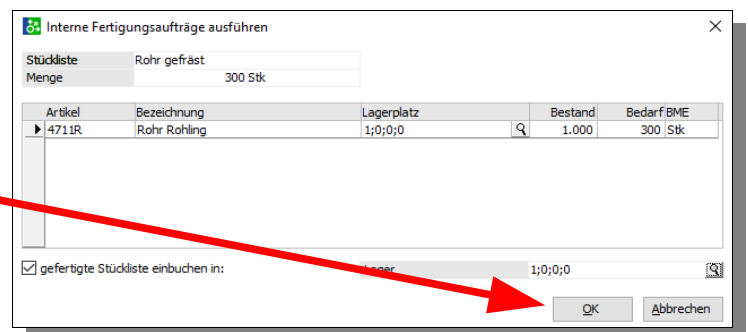 Interne Fertigungsaufträge ausführen
Stückliste Rohr gefräst
Menge 300 Stk
Artikel Bezeichnung Lagerplatz Bestand Bedarf BME
4711R Rohr Rohling 1;0;0;0 1.000 300 Stk
gefertigte Stückliste einbuchen in: Lager 1;0;0;0
OK Abbrechen